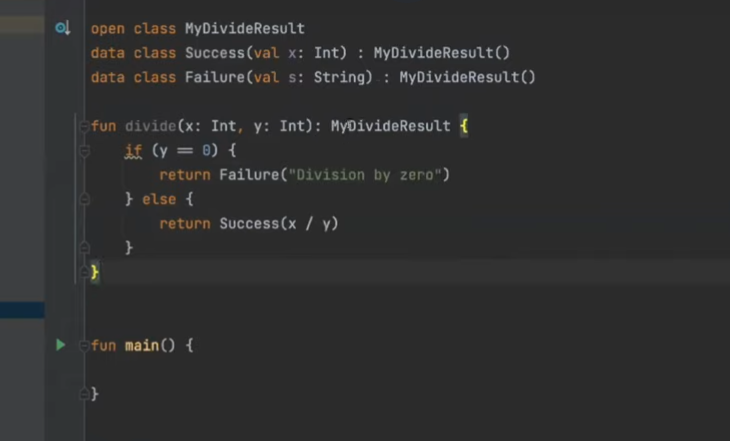 open class MyDivideResult
data class Success(val x: Int) : MyDivideResult()
data class Failure(val s: String) : MyDivideResult()
fun divide(x: Int, y: Int): MyDivideResult {
if (y == 0) {
return Failure("Division by zero")
} else {
return Success(x / y)
}
}
fun main() {
}